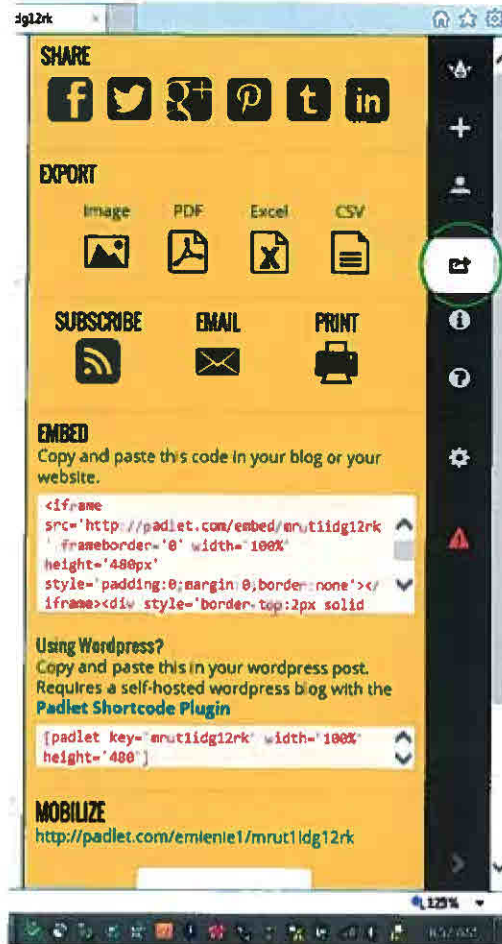 dg12rk
SHARE
EXPORT
Image PDF Excel CSV
SUBSCRIBE EMAIL PRINT
EMBED
Copy and paste this code in your blog or your
website.
<iframe
src='http://padlet.com/embed/mrut1idg12rk
' frameborder='0' width='100%'
height='480px'
style='padding:0;margin:0;border:none'></
iframe><div style='border-top:2px solid
Using Wordpress?
Copy and paste this in your wordpress post.
Requires a self-hosted wordpress blog with the
Padlet Shortcode Plugin
[padlet key='mrut1idg12rk' width='100%'
height='480']
MOBILIZE
http://padlet.com/emienie1/mrut1idg12rk
125%